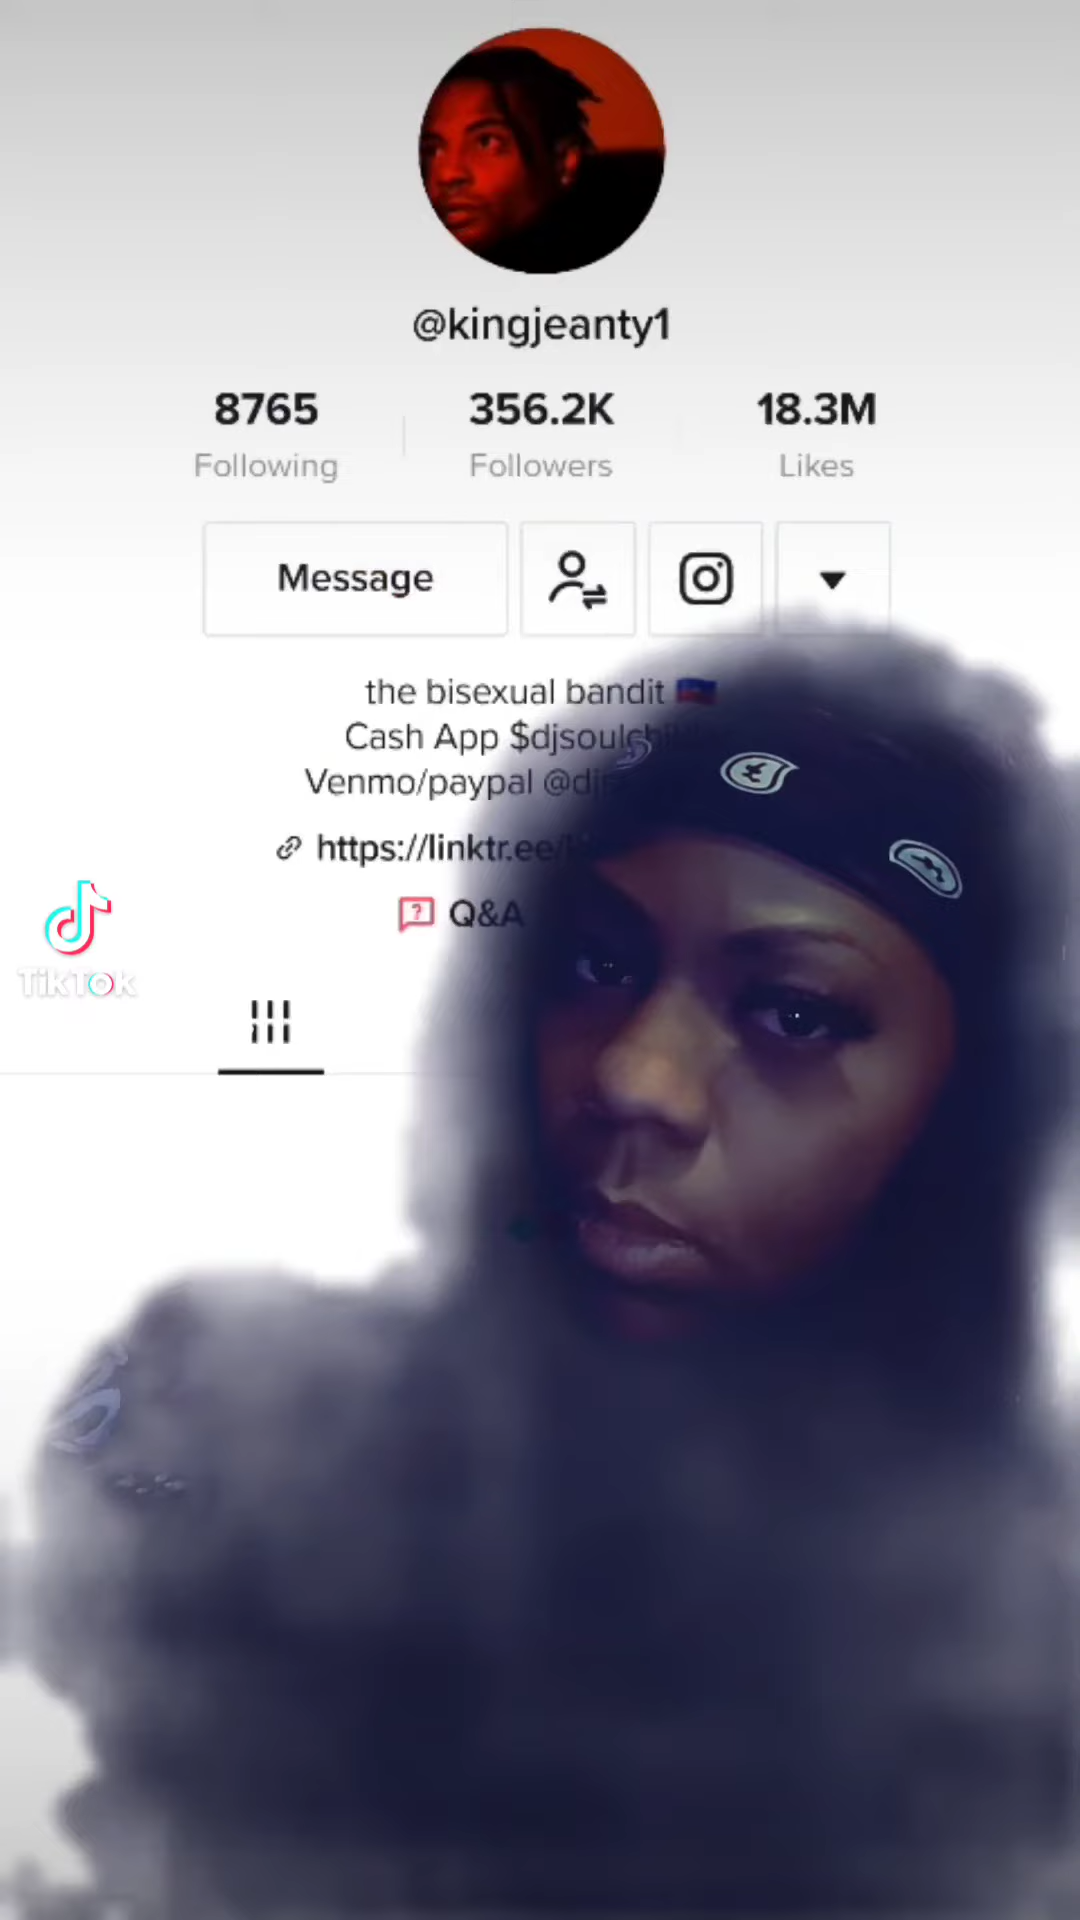 @kingjeanty1
8765 356.2K 18.3M
Following Followers Likes
Message
the bisexual bandit
Cash App
Venmo/paypal
https://linktr.ee/
Q&A
TikTok